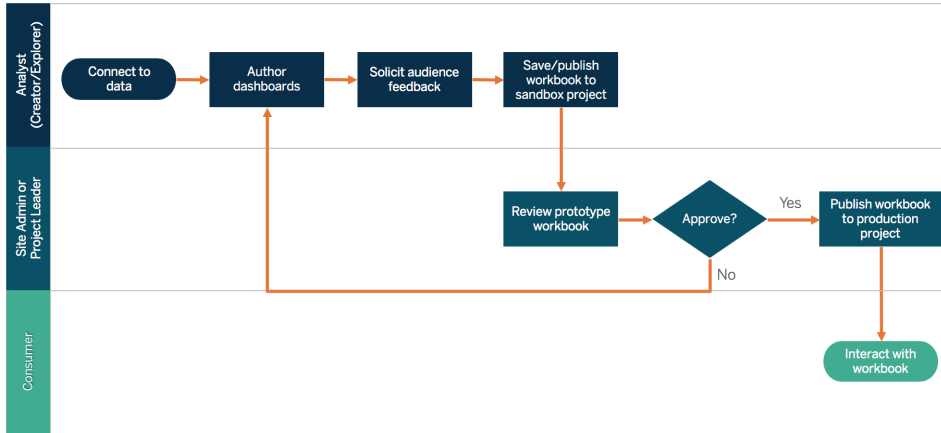 Analyst
(Creator/Explorer)
Connect to
data
Author
dashboards
Solicit audience
feedback
Save/publish
workbook to
sandbox project
Site Admin or
Project Leader
Review prototype
workbook
Approve?
Yes
No
Publish workbook
to production
project
Consumer
Interact with
workbook